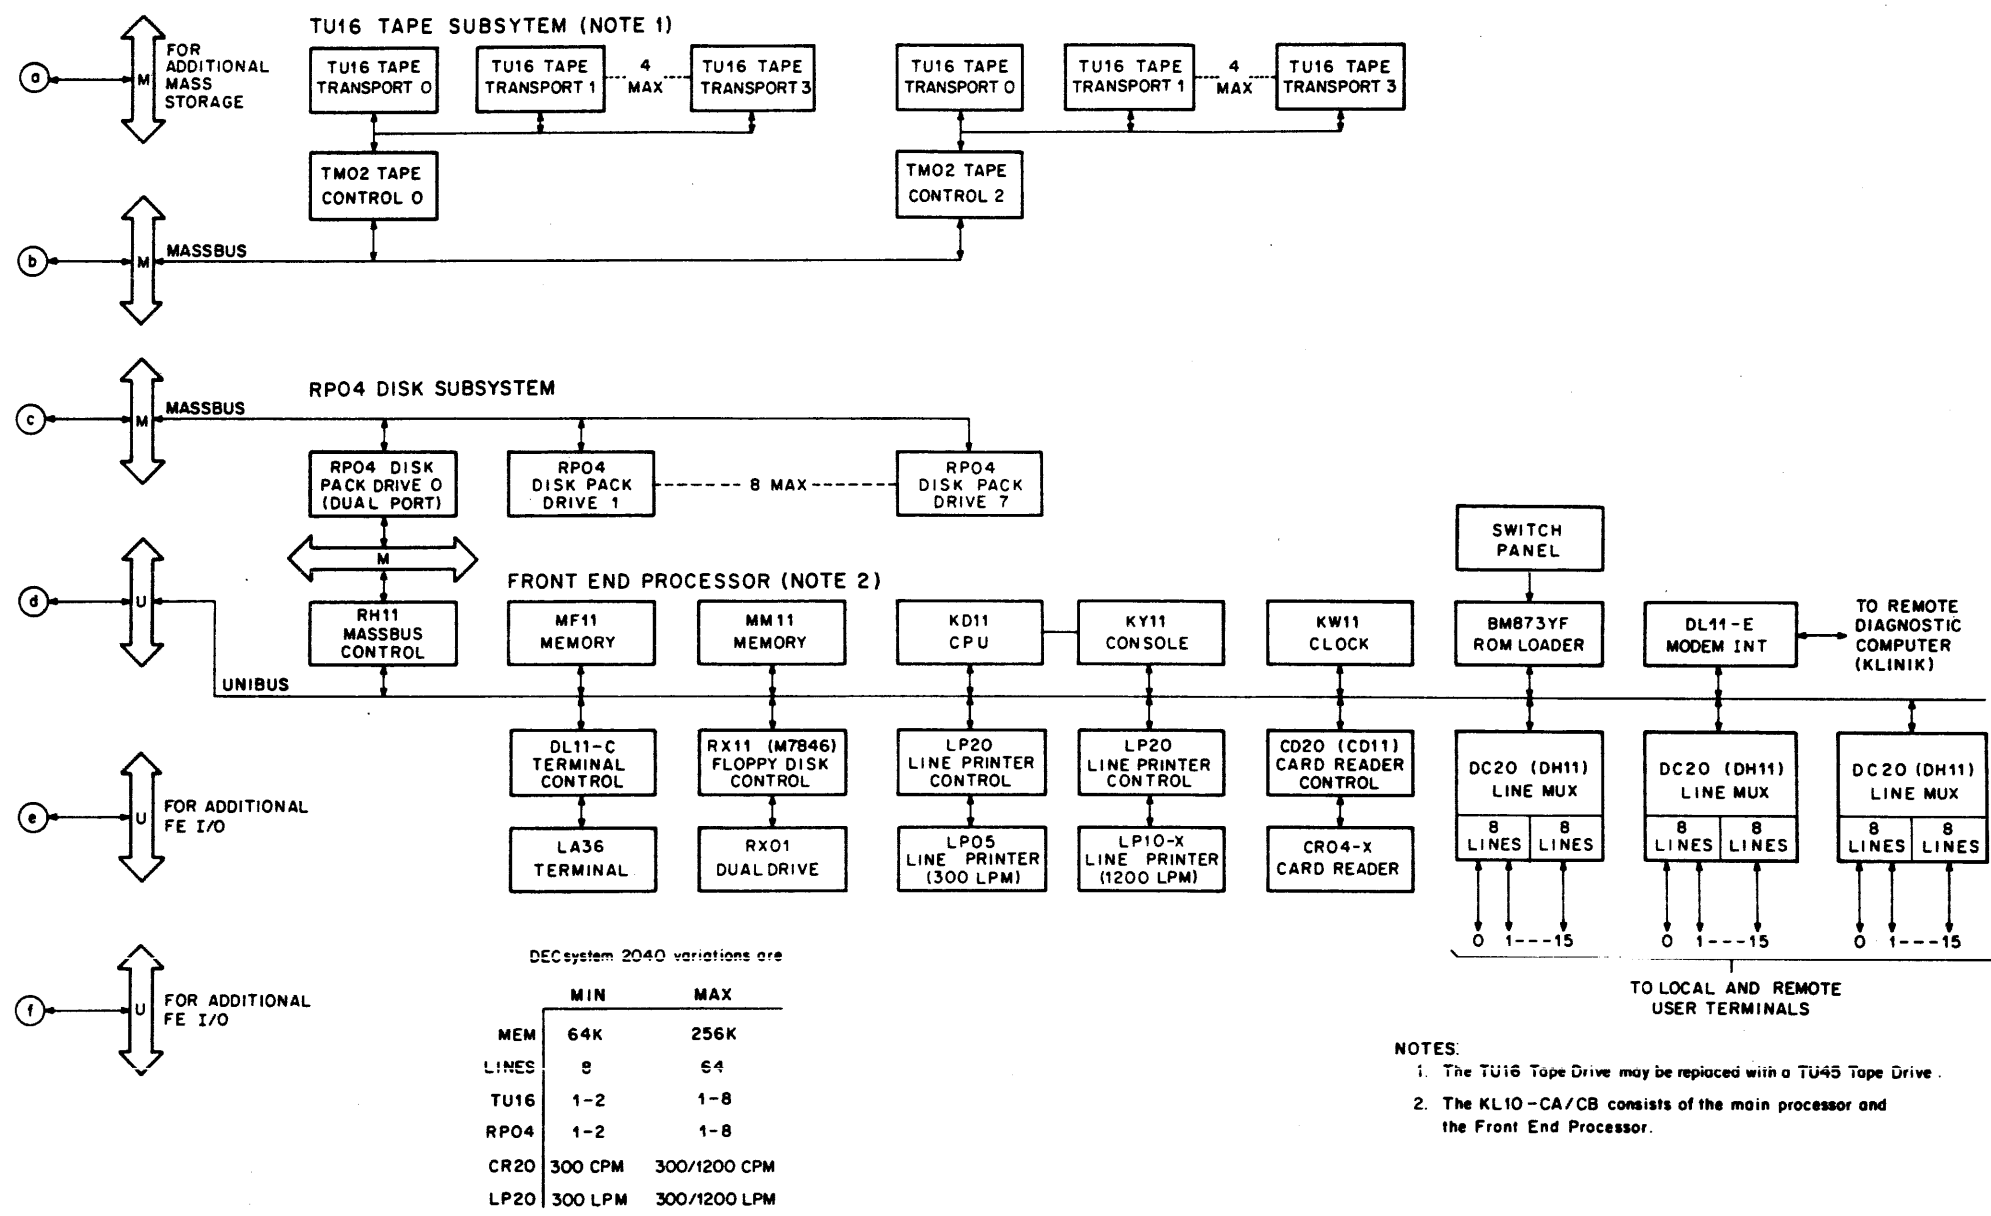 TU16 TAPE SUBSYTEM (NOTE 1)
a
M
FOR
ADDITIONAL
MASS
STORAGE
TU16 TAPE
TRANSPORT 0
TU16 TAPE
TRANSPORT 1
4
MAX
TU16 TAPE
TRANSPORT 3
TU16 TAPE
TRANSPORT 0
TU16 TAPE
TRANSPORT 1
4
MAX
TU16 TAPE
TRANSPORT 3
TM02 TAPE
CONTROL 0
TM02 TAPE
CONTROL 2
b
M
MASSBUS
RP04 DISK SUBSYSTEM
c
M
MASSBUS
RP04 DISK
PACK DRIVE 0
(DUAL PORT)
RP04
DISK PACK
DRIVE 1
8 MAX
RP04
DISK PACK
DRIVE 7
M
SWITCH
PANEL
FRONT END PROCESSOR (NOTE 2)
d
U
RH11
MASSBUS
CONTROL
MF11
MEMORY
MM11
MEMORY
KD11
CPU
KY11
CONSOLE
KW11
CLOCK
BM873YF
ROM LOADER
DL11-E
MODEM INT
TO REMOTE
DIAGNOSTIC
COMPUTER
(KLINIK)
UNIBUS
DL11-C
TERMINAL
CONTROL
RX11 (M7846)
FLOPPY DISK
CONTROL
LP20
LINE PRINTER
CONTROL
LP20
LINE PRINTER
CONTROL
CD20 (CD11)
CARD READER
CONTROL
DC20 (DH11)
LINE MUX
8
LINES
8
LINES
DC20 (DH11)
LINE MUX
8
LINES
8
LINES
DC20 (DH11)
LINE MUX
8
LINES
8
LINES
e
U
FOR ADDITIONAL
FE I/O
LA36
TERMINAL
RX01
DUAL DRIVE
LP05
LINE PRINTER
(300 LPM)
LP10-X
LINE PRINTER
(1200 LPM)
CR04-X
CARD READER
0 1---15
0 1---15
0 1---15
TO LOCAL AND REMOTE
USER TERMINALS
f
U
FOR ADDITIONAL
FE I/O
DECsystem 2040 variations are
MIN MAX
MEM 64K 256K
LINES 8 64
TU16 1-2 1-8
RP04 1-2 1-8
CR20 300 CPM 300/1200 CPM
LP20 300 LPM 300/1200 LPM
NOTES:
1. The TU16 Tape Drive may be replaced with a TU45 Tape Drive.
2. The KL10-CA/CB consists of the main processor and
the Front End Processor.